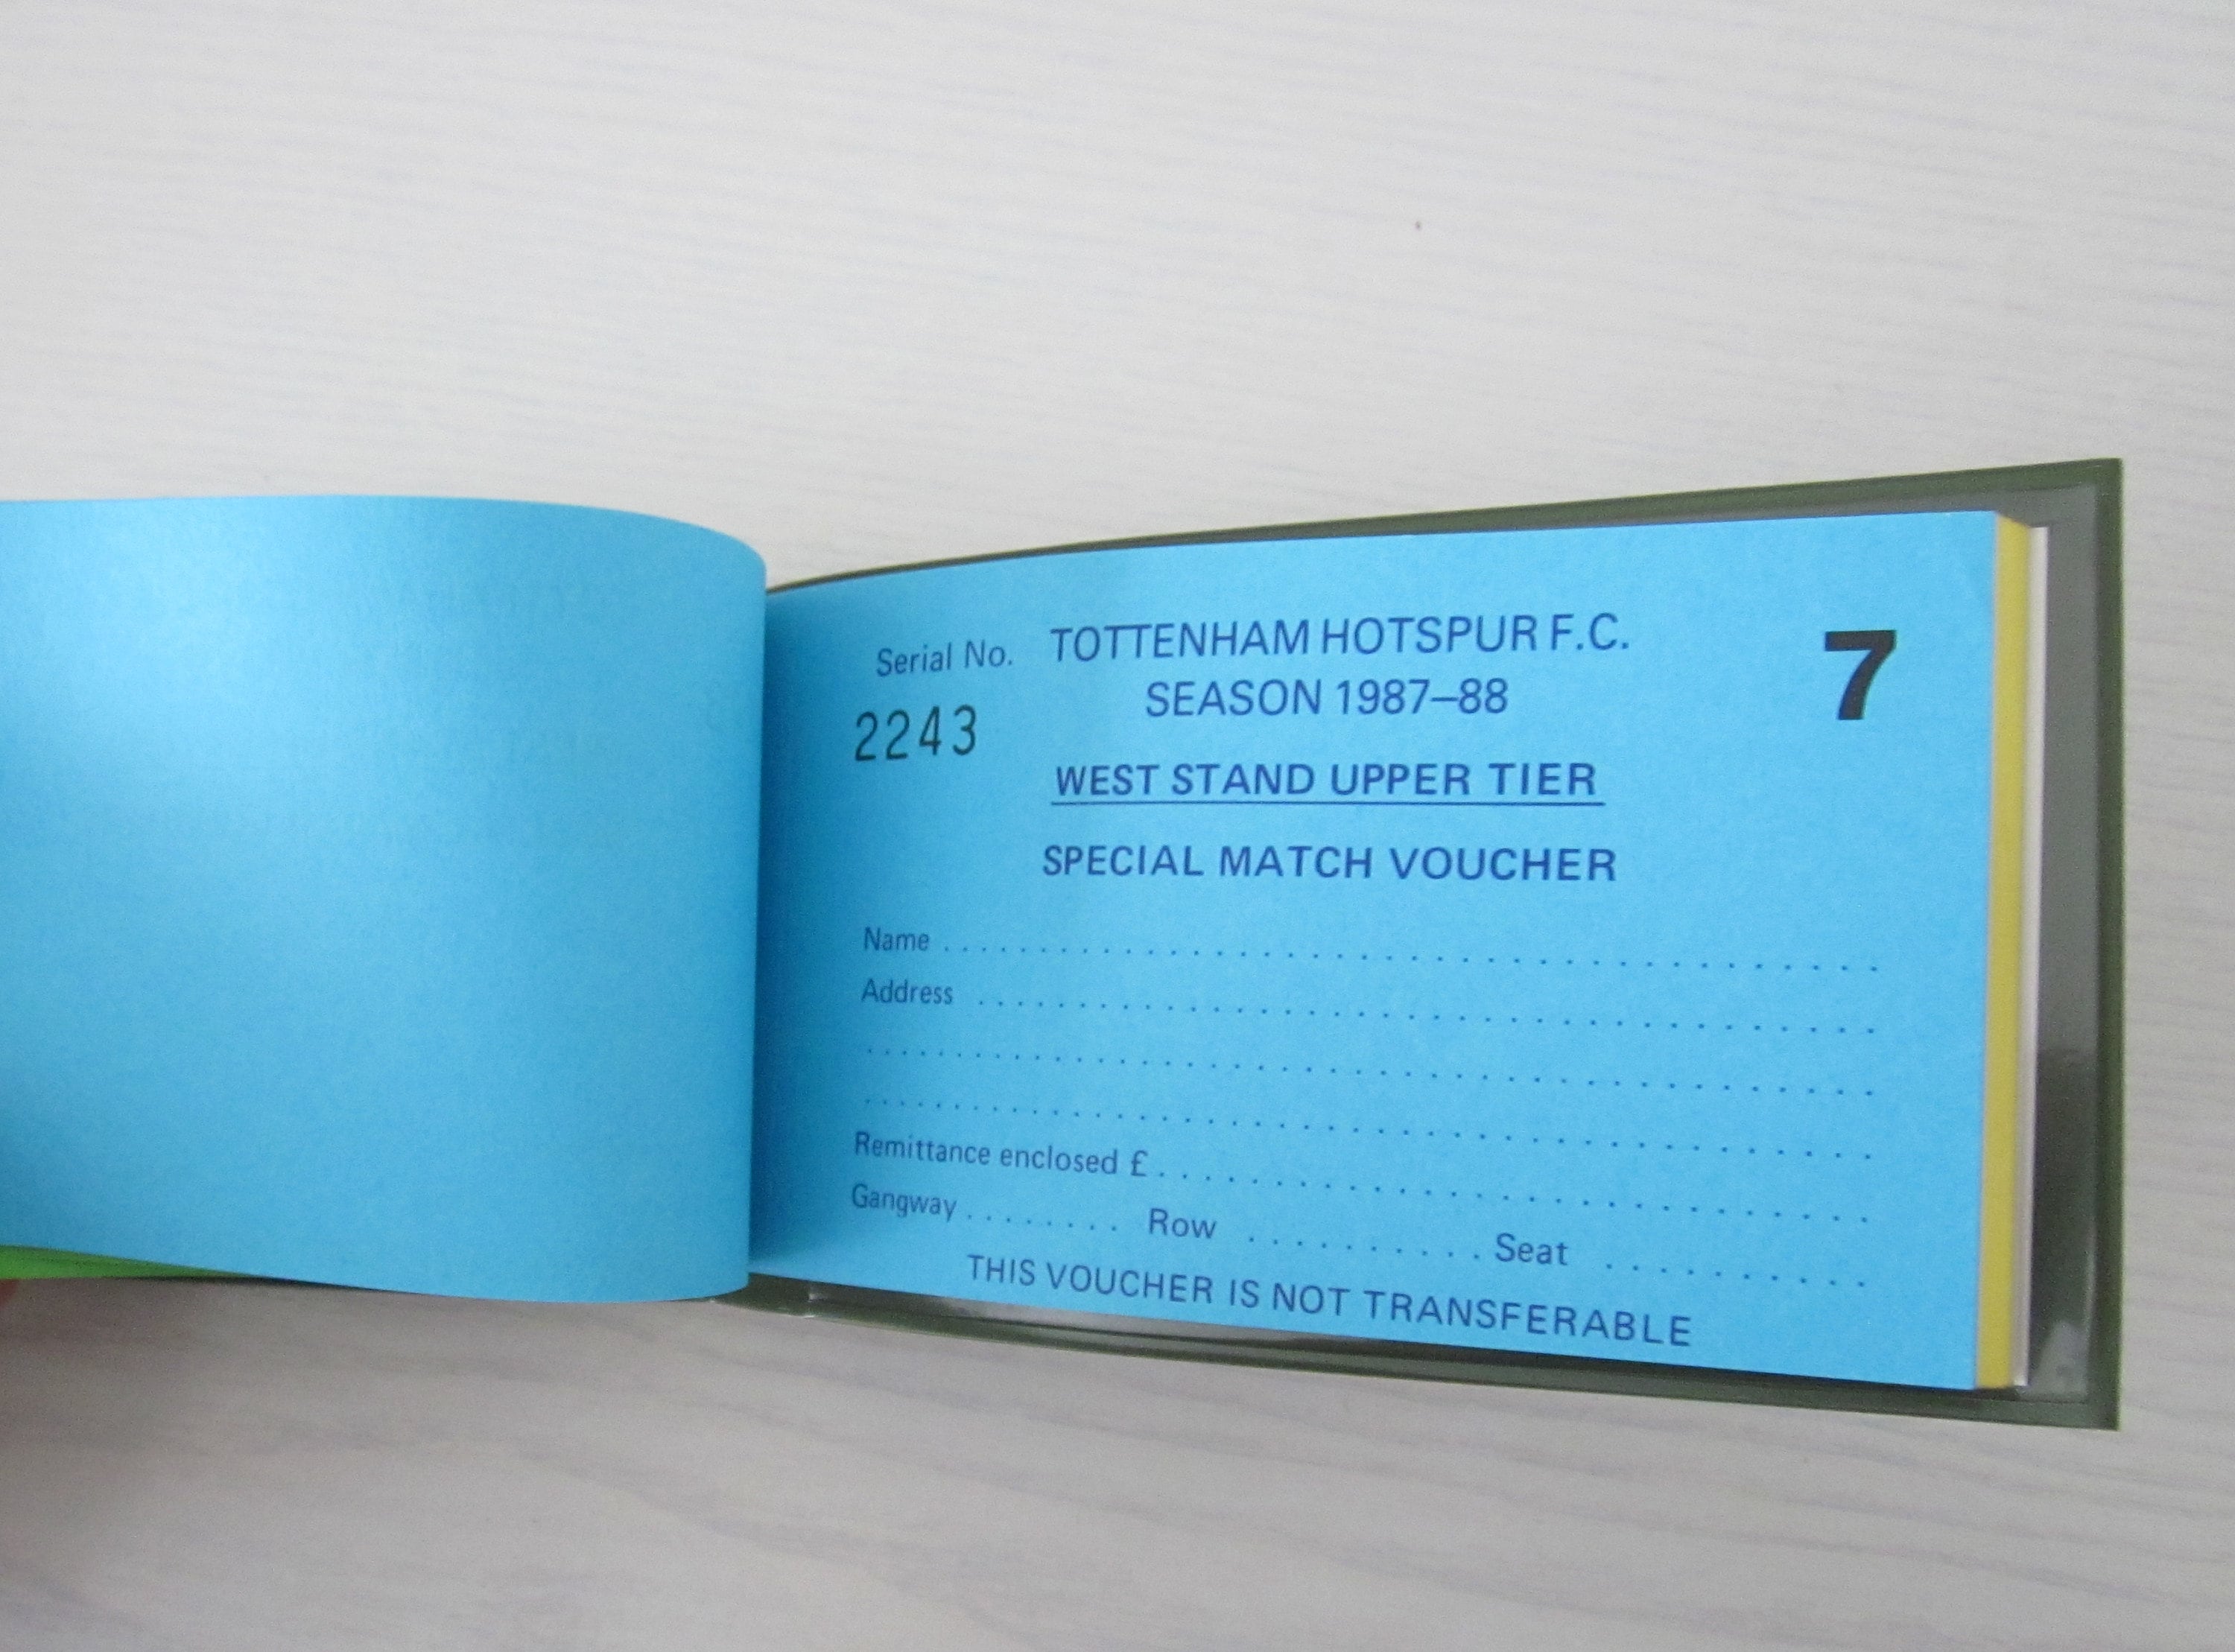 Serial No. TOTTENHAM HOTSPUR F.C. 7
SEASON 1987–88
2243
WEST STAND UPPER TIER
SPECIAL MATCH VOUCHER
Name
Address
Remittance enclosed £
Gangway Row Seat
THIS VOUCHER IS NOT TRANSFERABLE